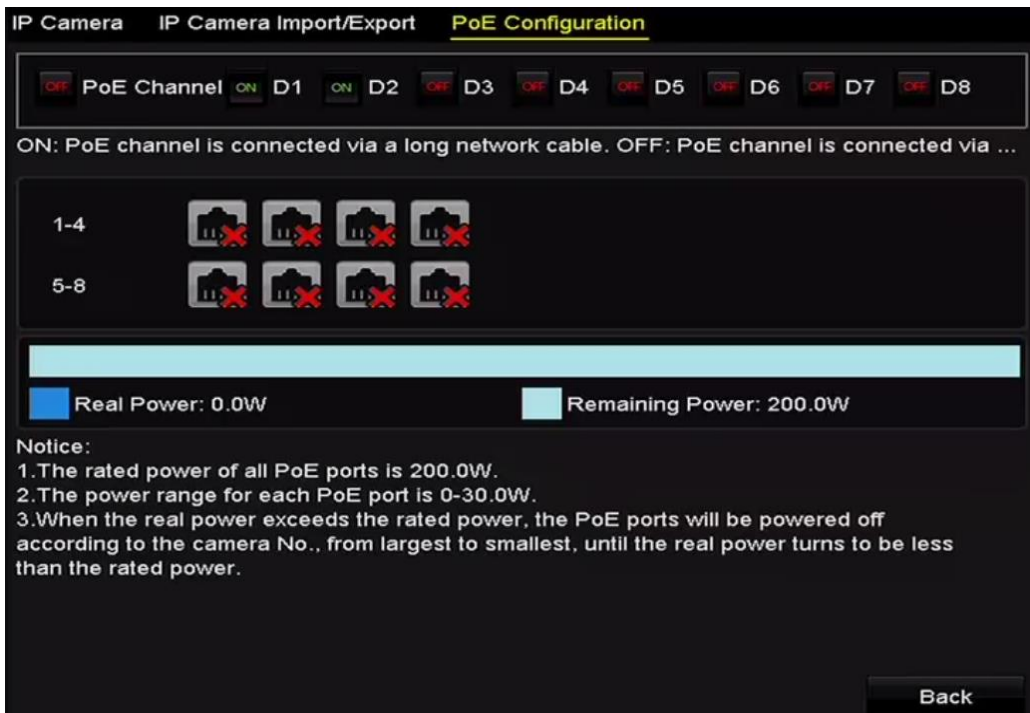 IP Camera IP Camera Import/Export PoE Configuration
OFF PoE Channel ON D1 ON D2 OFF D3 OFF D4 OFF D5 OFF D6 OFF D7 OFF D8
ON: PoE channel is connected via a long network cable. OFF: PoE channel is connected via ...
1-4
5-8
Real Power: 0.0W Remaining Power: 200.0W
Notice:
1.The rated power of all PoE ports is 200.0W.
2.The power range for each PoE port is 0-30.0W.
3.When the real power exceeds the rated power, the PoE ports will be powered off
according to the camera No., from largest to smallest, until the real power turns to be less
than the rated power.
Back